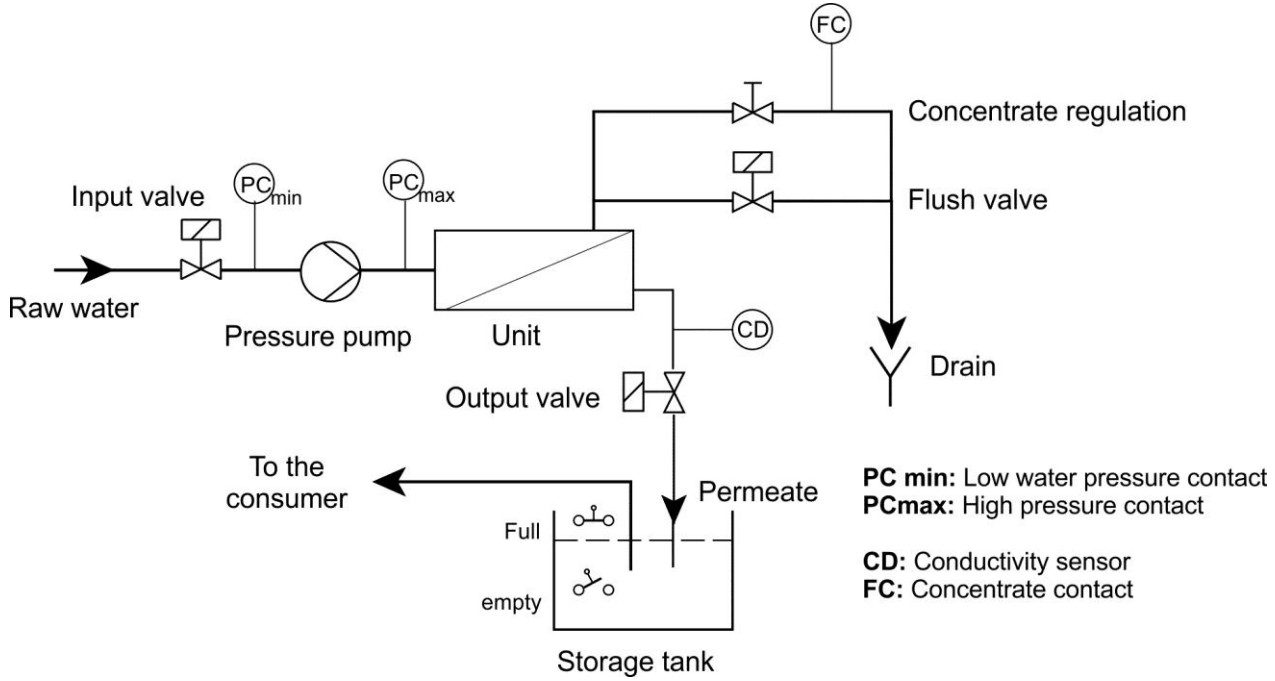 FC
Concentrate regulation
Input valve
PC min
PC max
Flush valve
Raw water
Pressure pump
Unit
CD
Drain
Output valve
To the
consumer
Permeate
PC min: Low water pressure contact
PCmax: High pressure contact
Full
CD: Conductivity sensor
FC: Concentrate contact
empty
Storage tank